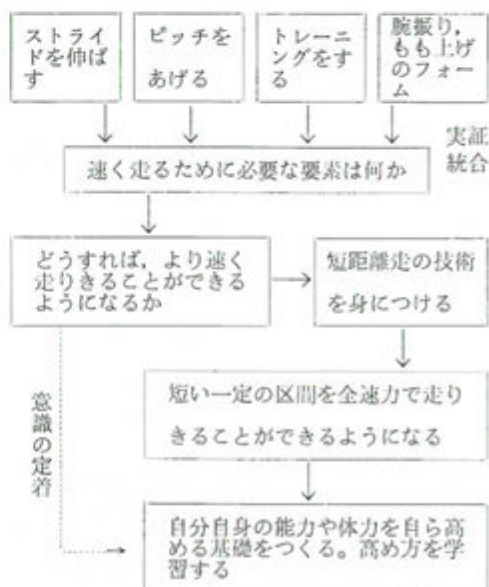 ストライ
ドを伸ば
す
ピッチを
あげる
トレーニ
ングをす
る
腕振り,
もも上げ
のフォー
ム
実証
統合
速く走るために必要な要素は何か
どうすれば,より速く
走りきることができる
ようになるか
短距離走の技術
を身につける
意識の定着
短い一定の区間を全速力で走り
きることができるようになる
自分自身の能力や体力を自ら高
める基礎をつくる。高め方を学
習する